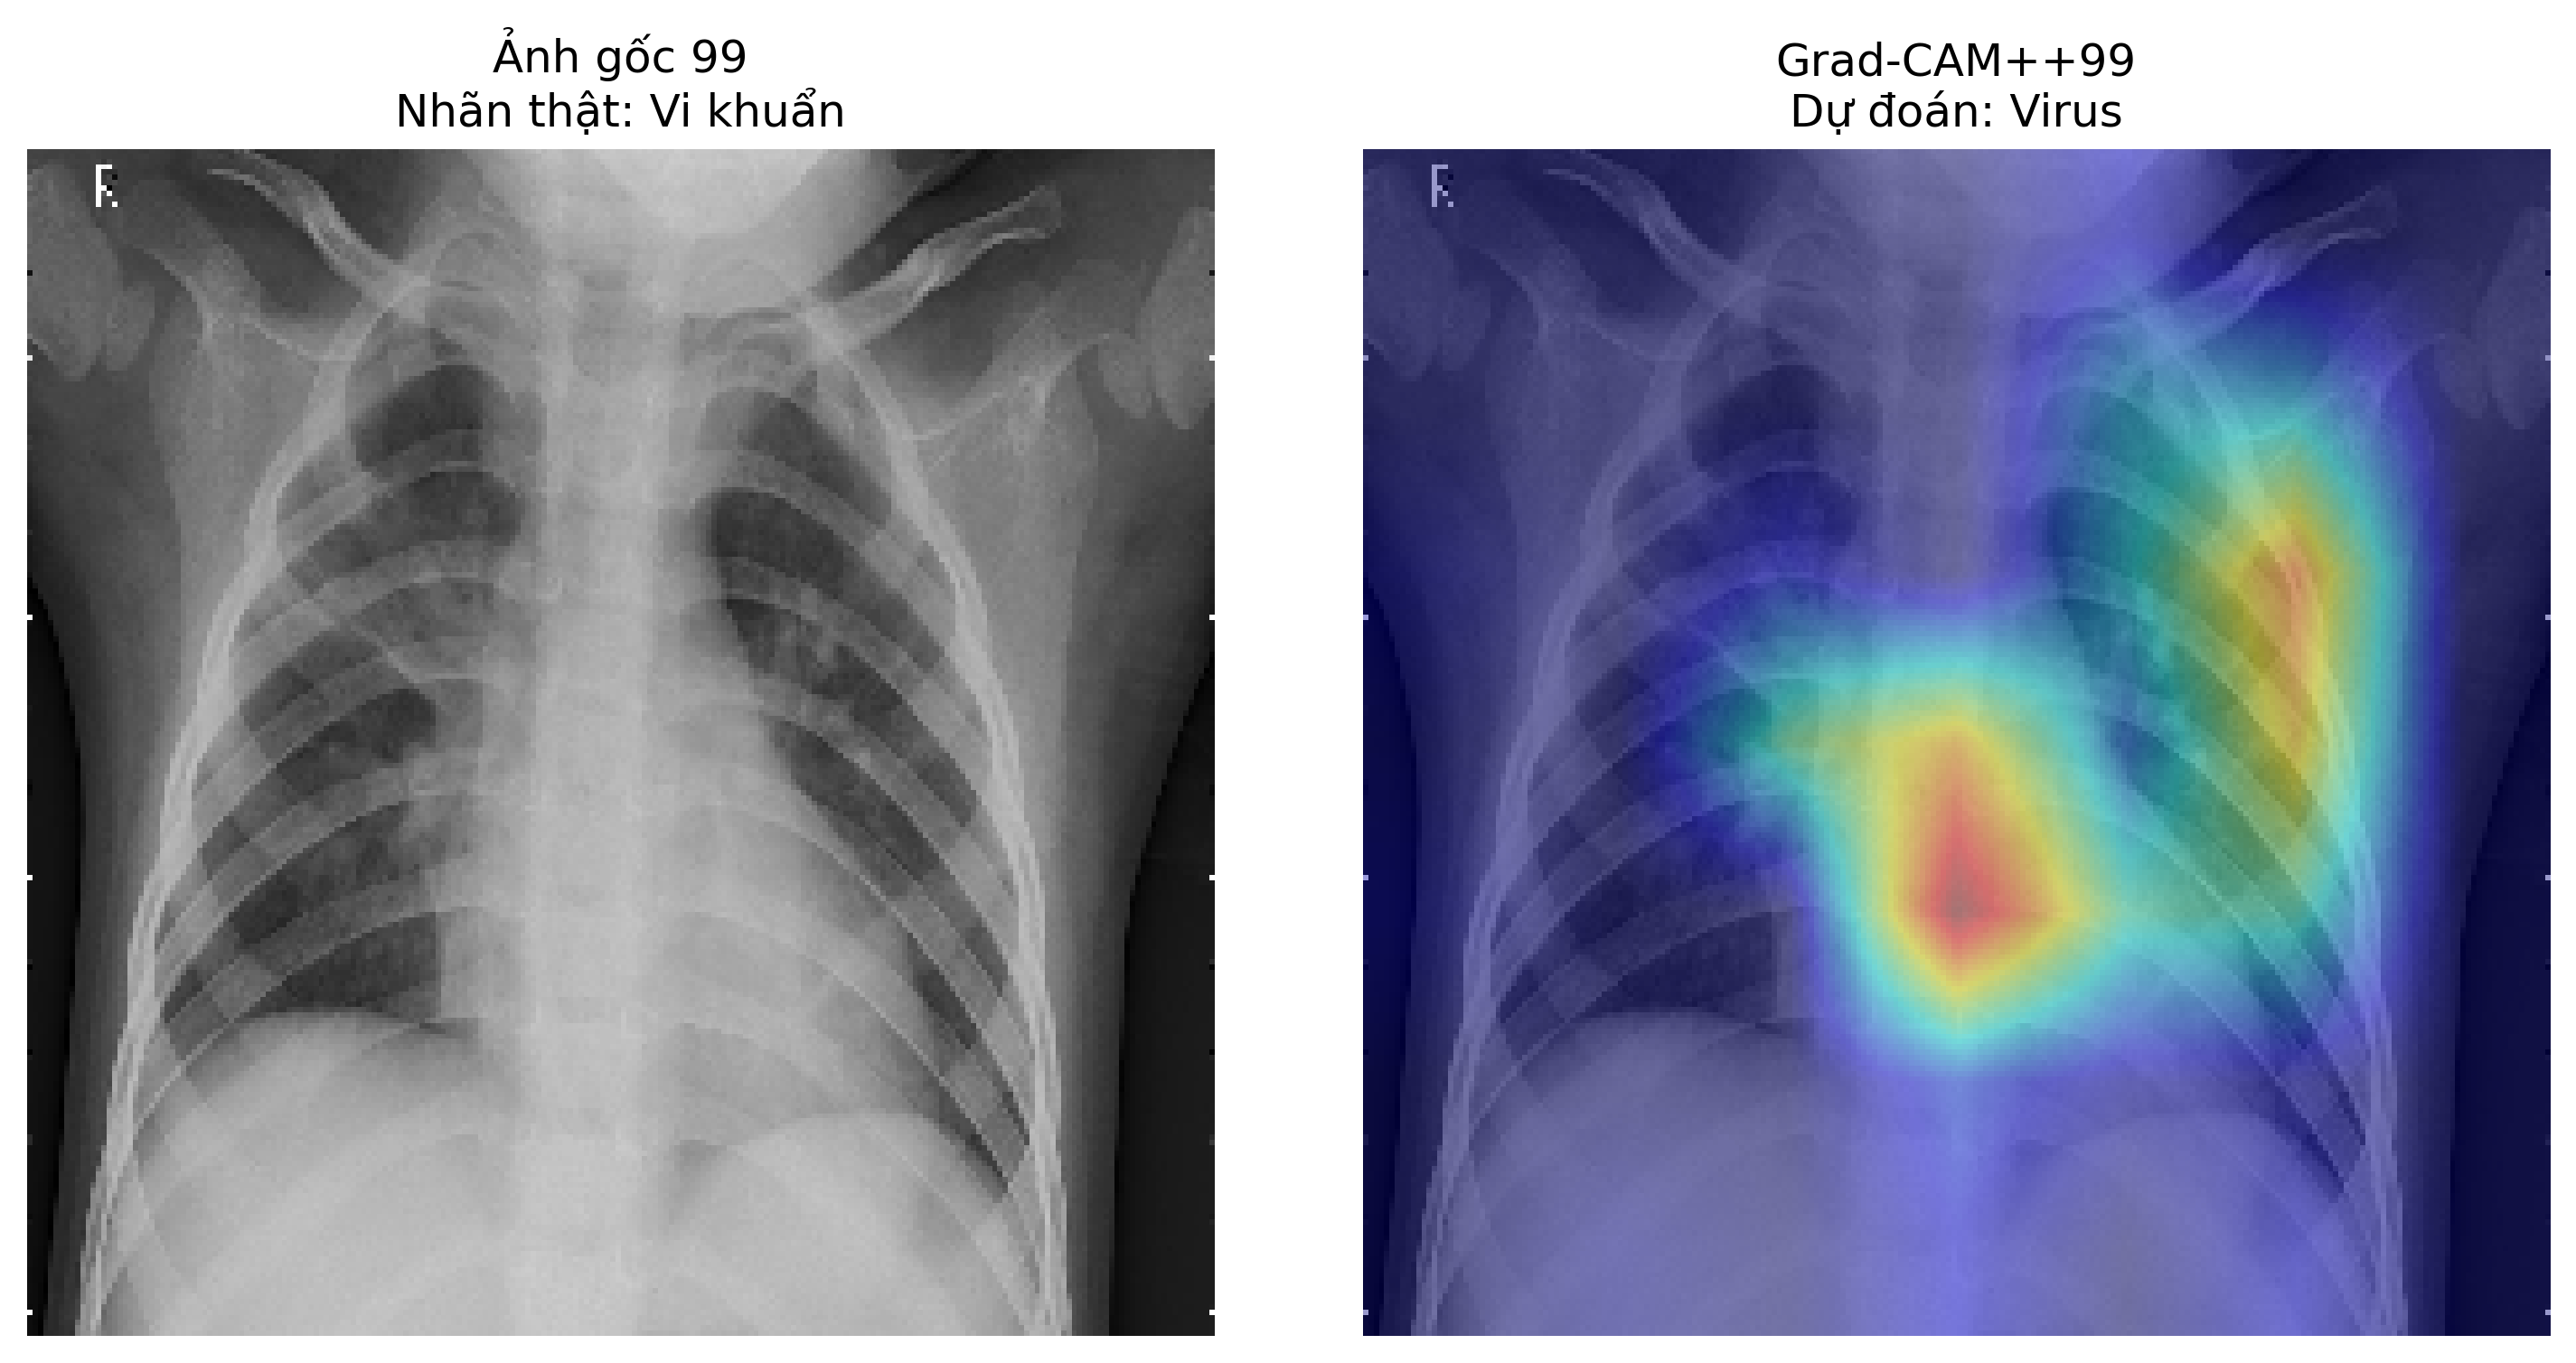 Ảnh gốc 99
Nhãn thật: Vi khuẩn
Grad-CAM++99
Dự đoán: Virus
R
R